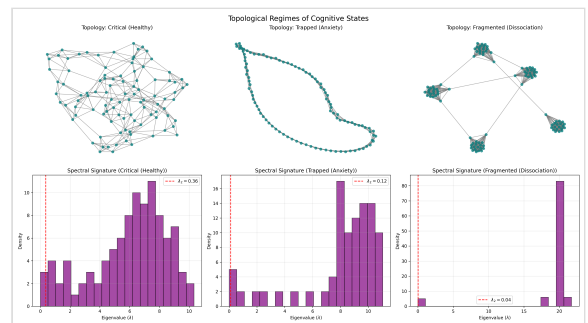 Topological Regimes of Cognitive States
Topology: Critical (Healthy)
Topology: Trapped (Anxiety)
Topology: Fragmented (Dissociation)
Spectral Signature (Critical (Healthy))
λ₂ = 0.36
10
8
6
4
2
0
Density
0
2
4
6
8
10
Eigenvalue (λ)
Spectral Signature (Trapped (Anxiety))
λ₂ = 0.12
16
14
12
10
8
6
4
2
0
Density
0
2
4
6
8
10
Eigenvalue (λ)
Spectral Signature (Fragmented (Dissociation))
80
70
60
50
40
30
20
10
0
Density
λ₂ = 0.04
0
5
10
15
20
Eigenvalue (λ)